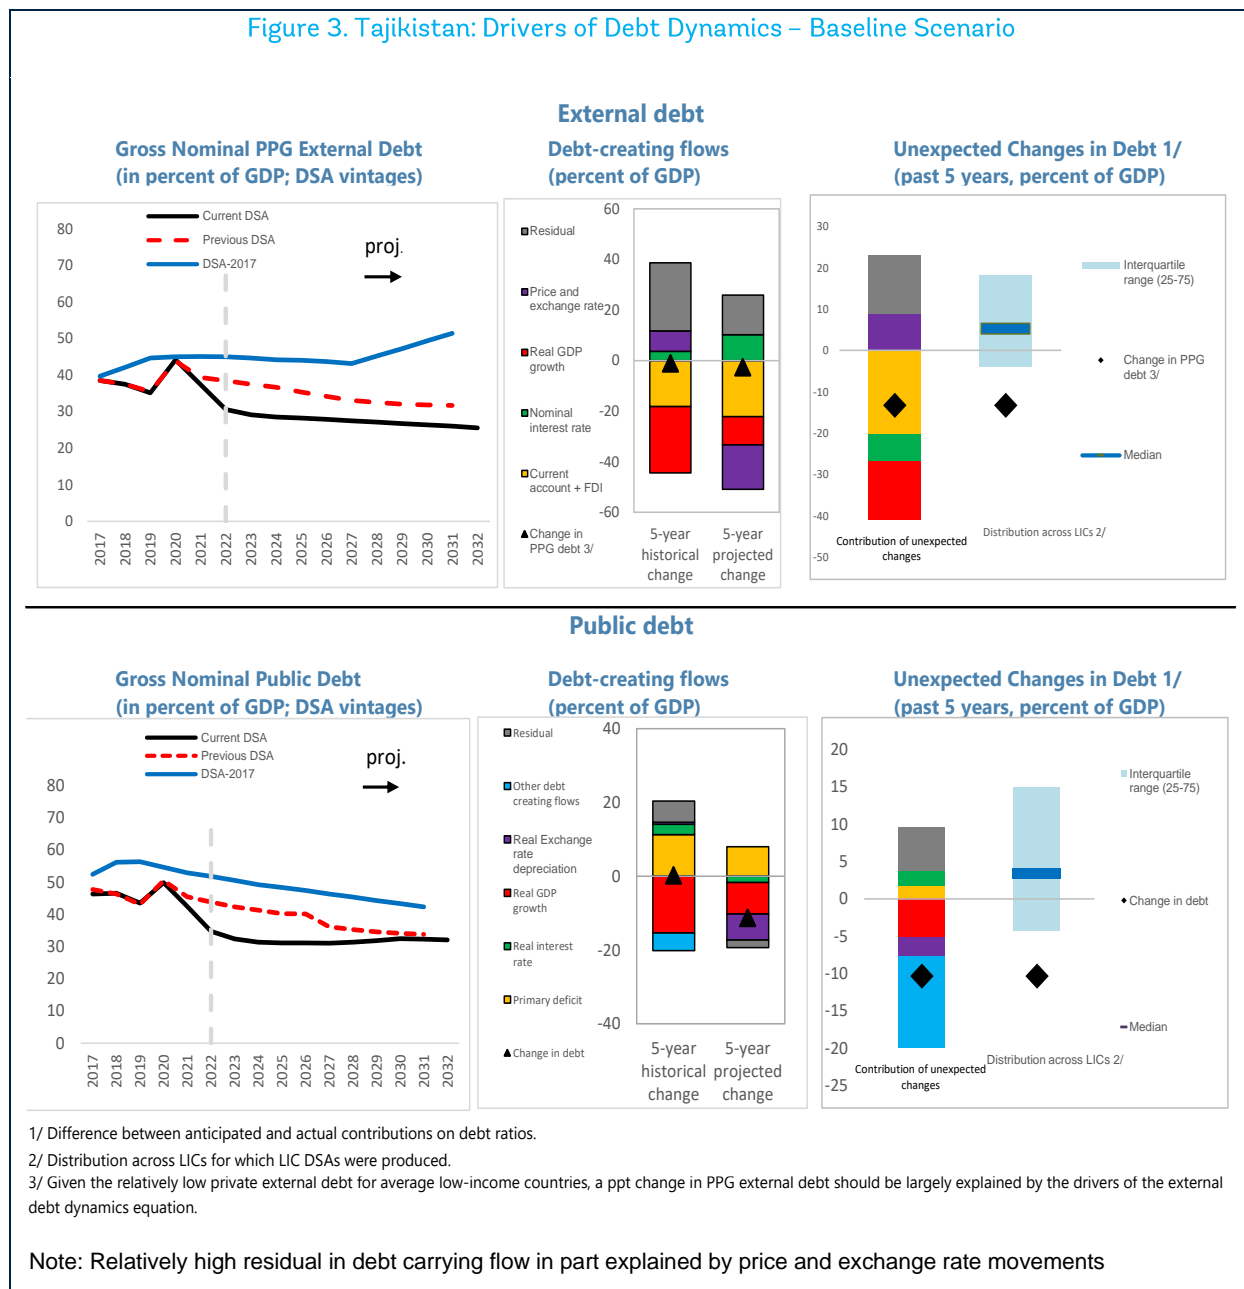 Figure 3. Tajikistan: Drivers of Debt Dynamics – Baseline Scenario
External debt
Gross Nominal PPG External Debt
(in percent of GDP; DSA vintages)
Current DSA
Previous DSA
DSA-2017
proj.
80
70
60
50
40
30
20
10
0
2017
2018
2019
2020
2021
2022
2023
2024
2025
2026
2027
2028
2029
2030
2031
2032
Debt-creating flows
(percent of GDP)
Residual
Price and
exchange rate
Real GDP
growth
Nominal
interest rate
Current
account + FDI
Change in
PPG debt 3/
60
40
20
0
-20
-40
-60
5-year
historical
change
5-year
projected
change
Unexpected Changes in Debt 1/
(past 5 years, percent of GDP)
30
20
10
0
-10
-20
-30
-40
-50
Interquartile
range (25-75)
Change in PPG
debt 3/
Median
Distribution across LICs 2/
Contribution of unexpected
changes
Public debt
Gross Nominal Public Debt
(in percent of GDP; DSA vintages)
Current DSA
Previous DSA
DSA-2017
proj.
80
70
60
50
40
30
20
10
0
2017
2018
2019
2020
2021
2022
2023
2024
2025
2026
2027
2028
2029
2030
2031
2032
Debt-creating flows
(percent of GDP)
Residual
Other debt
creating flows
Real Exchange
rate
depreciation
Real GDP
growth
Real interest
rate
Primary deficit
Change in debt
40
20
0
-20
-40
5-year
historical
change
5-year
projected
change
Unexpected Changes in Debt 1/
(past 5 years, percent of GDP)
20
15
10
5
0
-5
-10
-15
-20
-25
Interquartile
range (25-75)
Change in debt
Median
Distribution across LICs 2/
Contribution of unexpected
changes
1/ Difference between anticipated and actual contributions on debt ratios.
2/ Distribution across LICs for which LIC DSAs were produced.
3/ Given the relatively low private external debt for average low-income countries, a ppt change in PPG external debt should be largely explained by the drivers of the external
debt dynamics equation.
Note: Relatively high residual in debt carrying flow in part explained by price and exchange rate movements